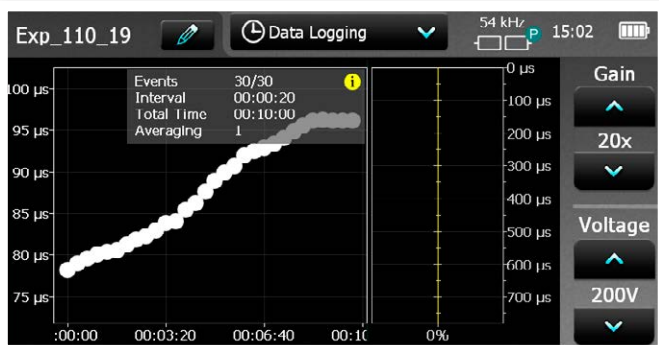 Exp_110_19
Data Logging
54 kHz
P
15:02
Events 30/30
Interval 00:00:20
Total Time 00:10:00
Averaging 1
i
100 µs
95 µs
90 µs
85 µs
80 µs
75 µs
:00:00 00:03:20 00:06:40 00:1(
0 µs
100 µs
200 µs
300 µs
400 µs
500 µs
600 µs
700 µs
0%
Gain
20x
Voltage
200V